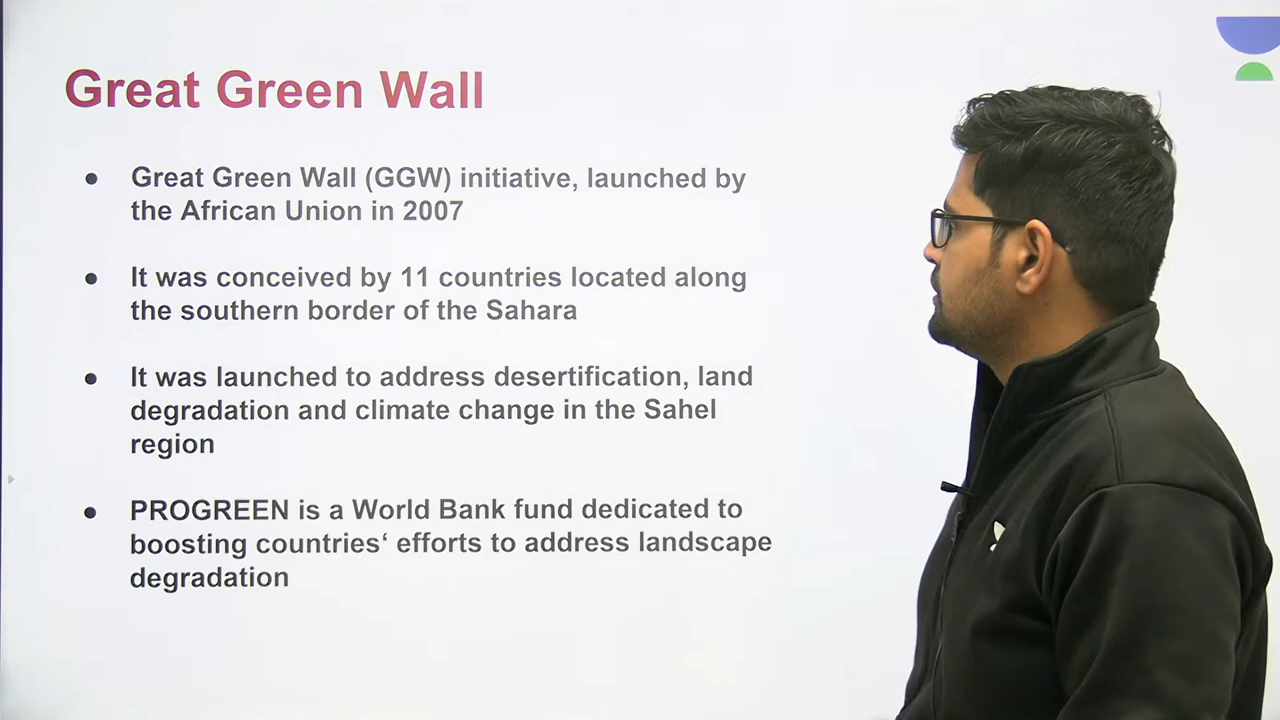 Great Green Wall
● Great Green Wall (GGW) initiative, launched by
the African Union in 2007
● It was conceived by 11 countries located along
the southern border of the Sahara
● It was launched to address desertification, land
degradation and climate change in the Sahel
region
● PROGREEN is a World Bank fund dedicated to
boosting countries‘ efforts to address landscape
degradation